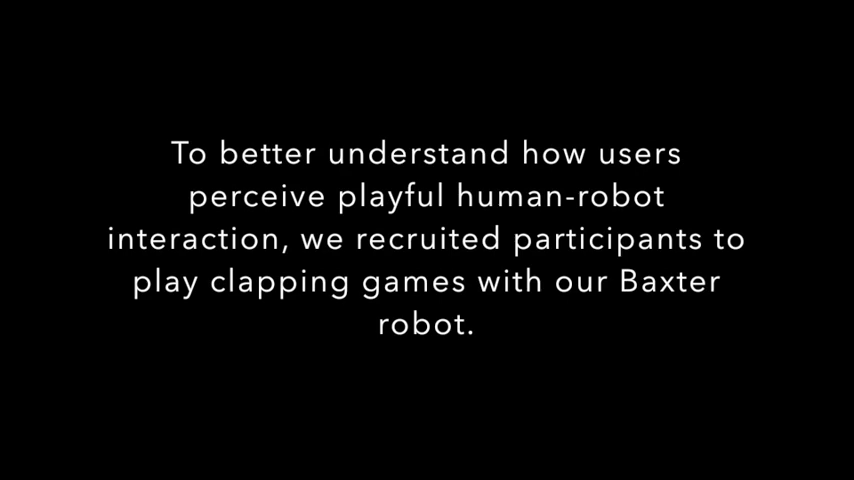 To better understand how users
perceive playful human-robot
interaction, we recruited participants to
play clapping games with our Baxter
robot.